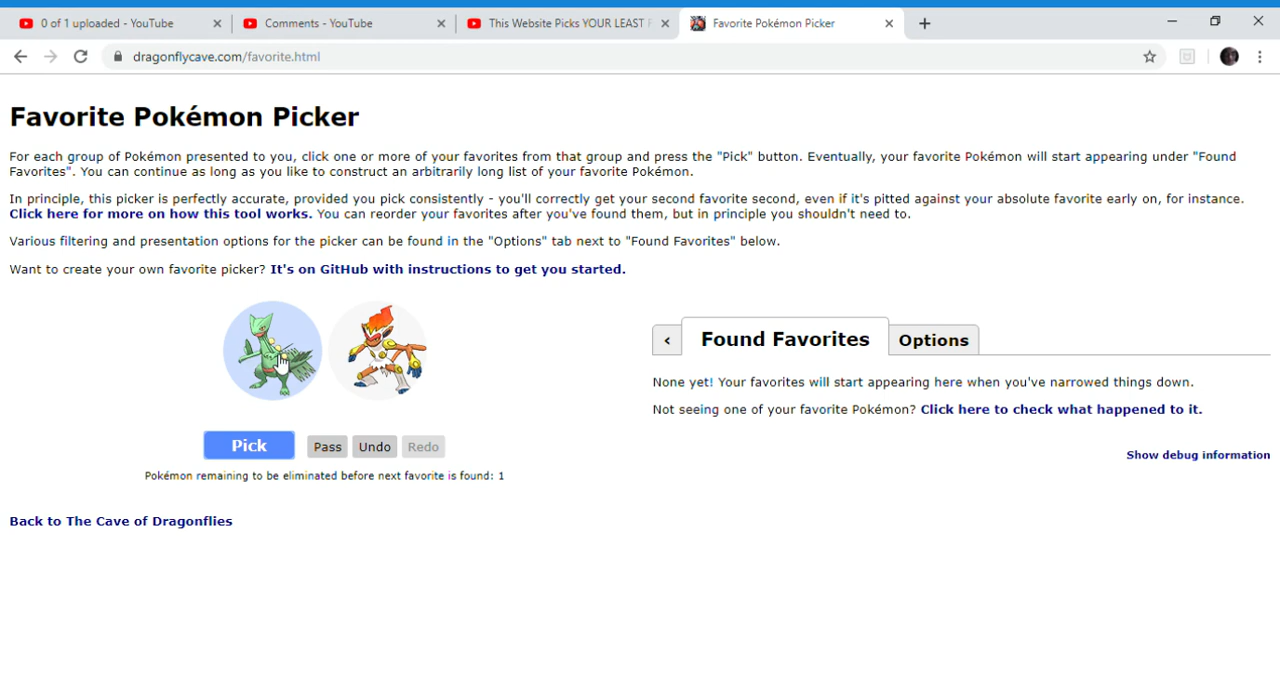 0 of 1 uploaded - YouTube
Comments - YouTube
This Website Picks YOUR LEAST
Favorite Pokémon Picker
dragonflycave.com/favorite.html
Favorite Pokémon Picker
For each group of Pokémon presented to you, click one or more of your favorites from that group and press the "Pick" button. Eventually, your favorite Pokémon will start appearing under "Found
Favorites". You can continue as long as you like to construct an arbitrarily long list of your favorite Pokémon.
In principle, this picker is perfectly accurate, provided you pick consistently - you'll correctly get your second favorite second, even if it's pitted against your absolute favorite early on, for instance.
Click here for more on how this tool works. You can reorder your favorites after you've found them, but in principle you shouldn't need to.
Various filtering and presentation options for the picker can be found in the "Options" tab next to "Found Favorites" below.
Want to create your own favorite picker? It's on GitHub with instructions to get you started.
‹ Found Favorites Options
None yet! Your favorites will start appearing here when you've narrowed things down.
Not seeing one of your favorite Pokémon? Click here to check what happened to it.
Pick Pass Undo Redo
Show debug information
Pokémon remaining to be eliminated before next favorite is found: 1
Back to The Cave of Dragonflies